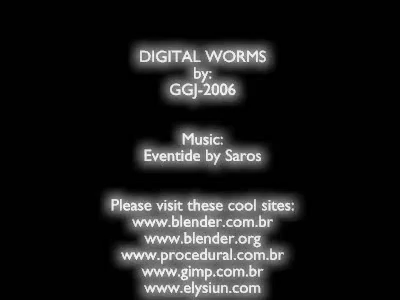 DIGITAL WORMS
by:
GGJ-2006
Music:
Eventide by Saros
Please visit these cool sites:
www.blender.com.br
www.blender.org
www.procedural.com.br
www.gimp.com.br
www.elysiun.com